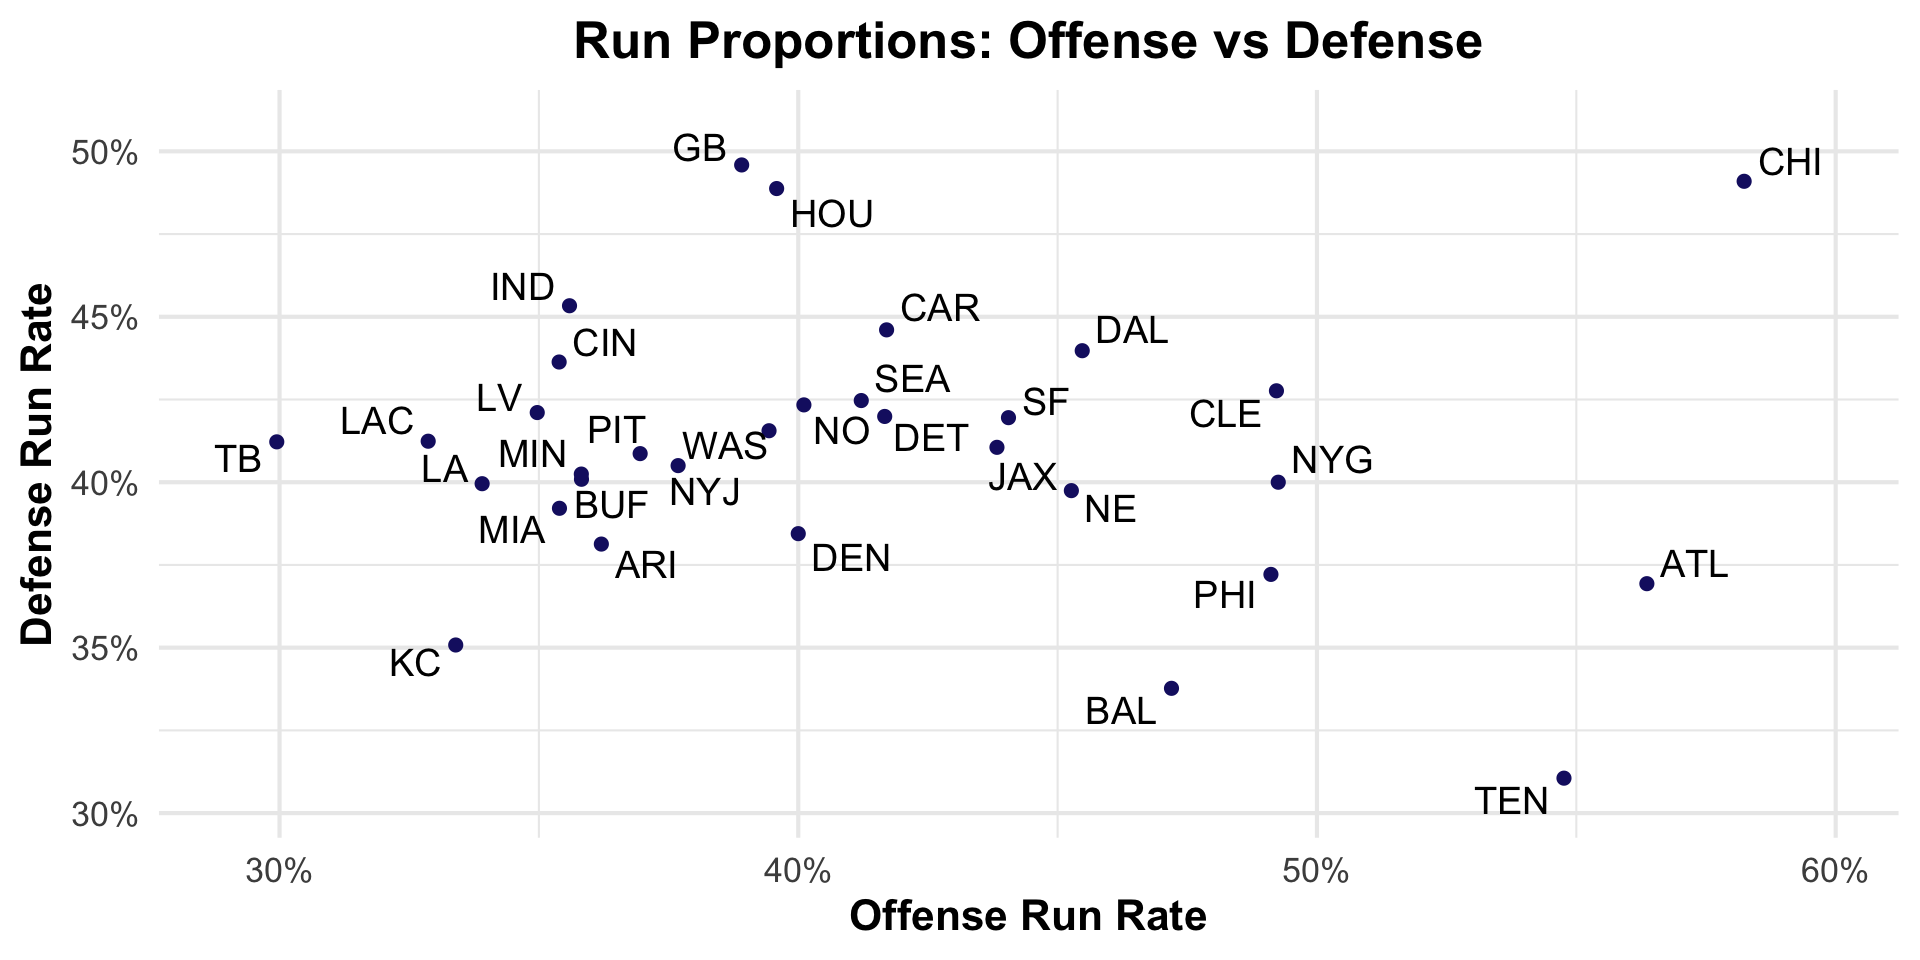 Run Proportions: Offense vs Defense
50%
45%
40%
35%
30%
Defense Run Rate
GB
CHI
HOU
IND
CAR
DAL
CIN
SEA
LV
SF
LAC
CLE
PIT
NO
WAS
DET
TB
MIN
NYG
LA
JAX
NYJ
BUF
NE
MIA
DEN
ARI
ATL
PHI
KC
BAL
TEN
30%
40%
50%
60%
Offense Run Rate